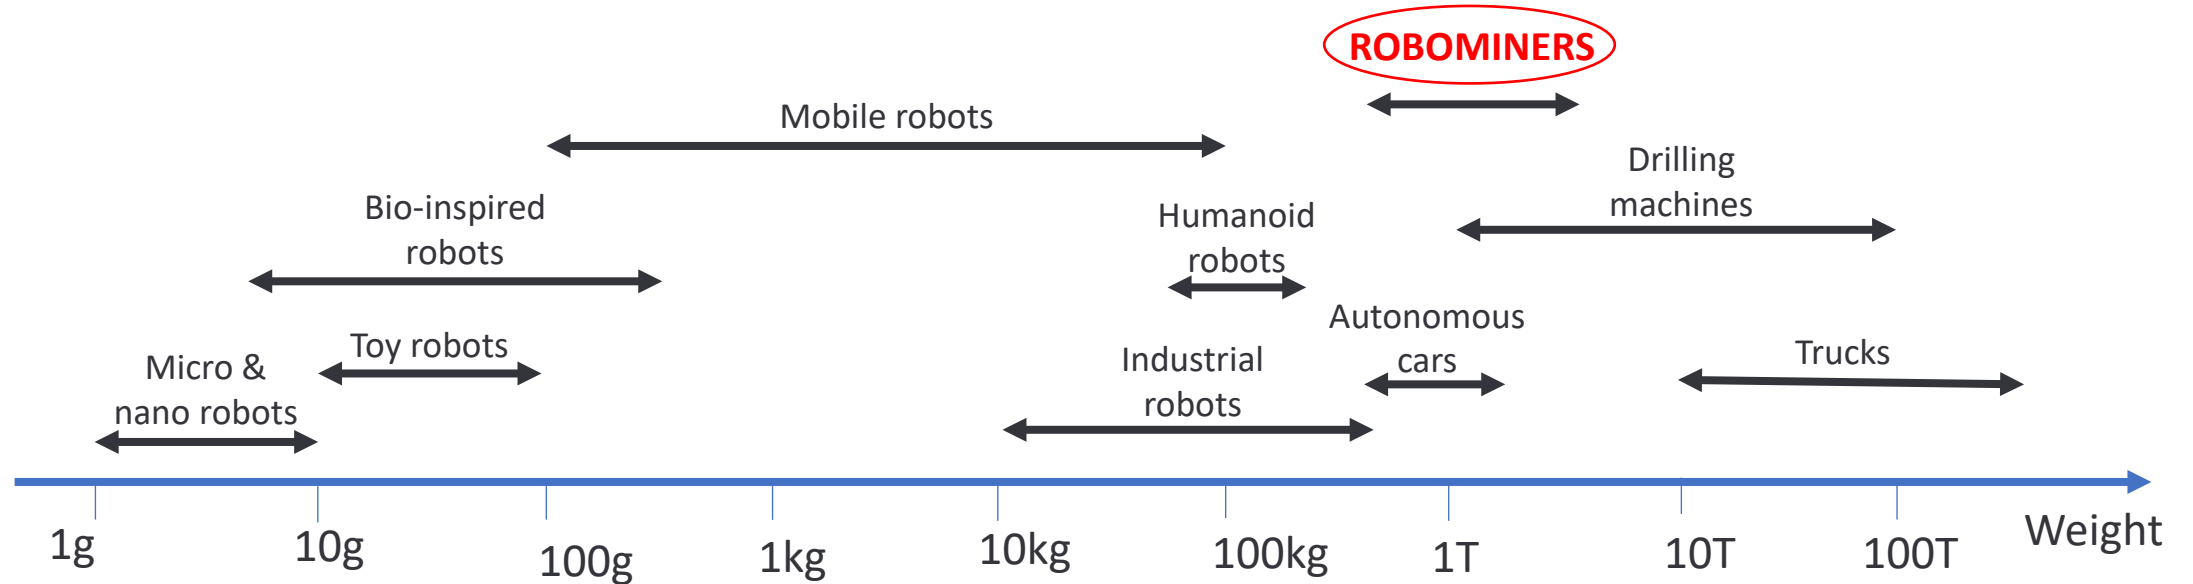 ROBOMINERS
Mobile robots
Drilling
machines
Bio-inspired
robots
Humanoid
robots
Autonomous
cars
Toy robots
Micro &
nano robots
Industrial
robots
Trucks
1g
10g
100g
1kg
10kg
100kg
1T
10T
100T
Weight